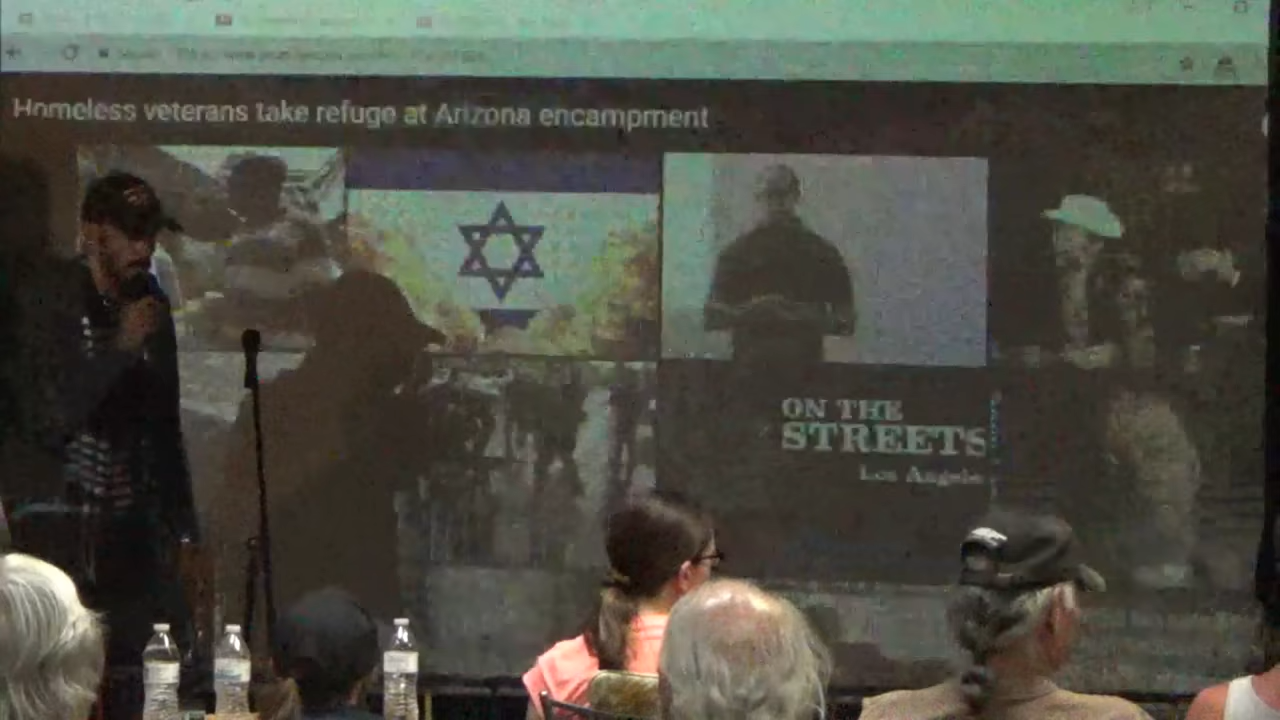 Homeless veterans take refuge at Arizona encampment
ON THE
STREETS
Los Angeles